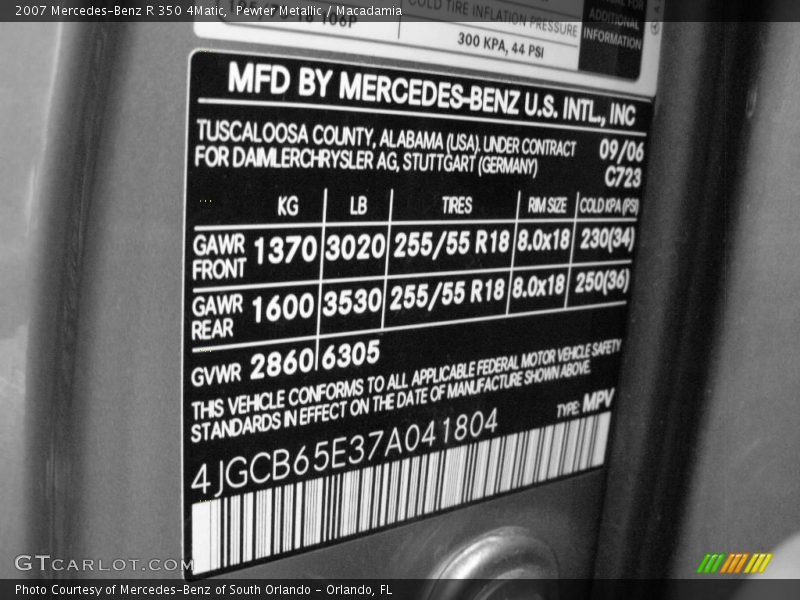 2007 Mercedes-Benz R 350 4Matic, Pewter Metallic / Macadamia
106P
COLD TIRE INFLATION PRESSURE
300 KPA, 44 PSI
ADDITIONAL
INFORMATION
MFD BY MERCEDES-BENZ U.S. INTL., INC
TUSCALOOSA COUNTY, ALABAMA (USA). UNDER CONTRACT 09/06
FOR DAIMLERCHRYSLER AG, STUTTGART (GERMANY) C723
KG LB TIRES RIM SIZE COLD KPA (PSI)
GAWR FRONT 1370 3020 255/55 R18 8.0x18 230(34)
GAWR REAR 1600 3530 255/55 R18 8.0x18 250(36)
GVWR 2860 6305
THIS VEHICLE CONFORMS TO ALL APPLICABLE FEDERAL MOTOR VEHICLE SAFETY
STANDARDS IN EFFECT ON THE DATE OF MANUFACTURE SHOWN ABOVE.
4JGCB65E37A041804 TYPE: MPV
GTCARLOT.COM
Photo Courtesy of Mercedes-Benz of South Orlando - Orlando, FL